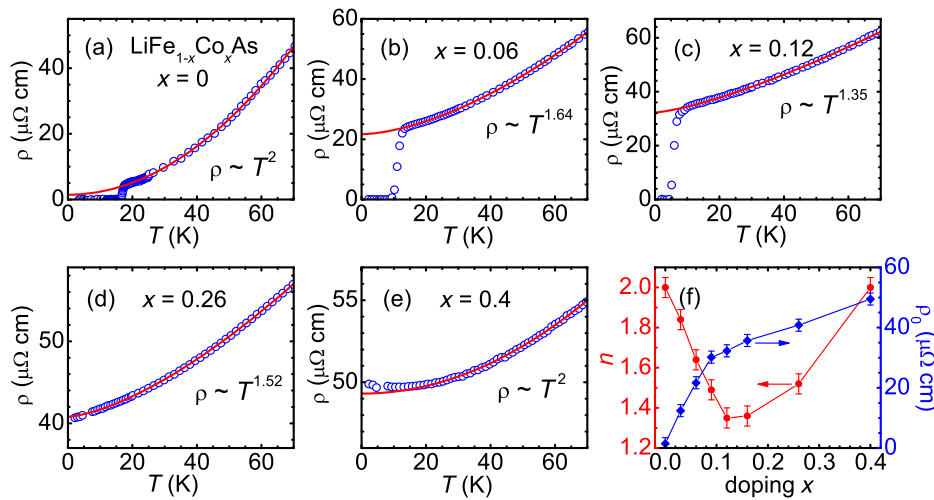 (a) LiFe₁₋ₓCoₓAs
x = 0
ρ ~ T²
ρ (μΩ cm)
40
20
0
0 20 40 60
T (K)
(b) x = 0.06
ρ ~ T^1.64
ρ (μΩ cm)
60
40
20
0
0 20 40 60
T (K)
(c) x = 0.12
ρ ~ T^1.35
ρ (μΩ cm)
60
40
20
0
0 20 40 60
T (K)
(d) x = 0.26
ρ ~ T^1.52
ρ (μΩ cm)
50
40
0 20 40 60
T (K)
(e) x = 0.4
ρ ~ T²
ρ (μΩ cm)
55
50
0 20 40 60
T (K)
(f)
n
2.0
1.8
1.6
1.4
1.2
ρ₀ (μΩ cm)
60
40
20
0
0.0 0.1 0.2 0.3 0.4
doping x